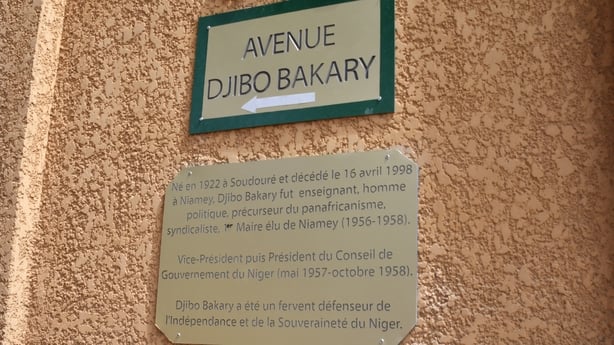 AVENUE
DJIBO BAKARY
Né en 1922 à Soudouré et décédé le 16 avril 1998
à Niamey, Djibo Bakary fut enseignant, homme
politique, précurseur du panafricanisme,
syndicaliste, 1er Maire élu de Niamey (1956-1958).
Vice-Président puis Président du Conseil de
Gouvernement du Niger (mai 1957-octobre 1958).
Djibo Bakary a été un fervent défenseur de
l'Indépendance et de la Souveraineté du Niger.